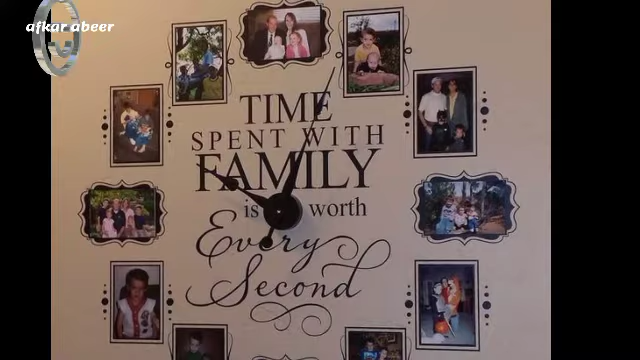 afkar abeer
TIME
SPENT WITH
FAMILY
is worth
Every
Second